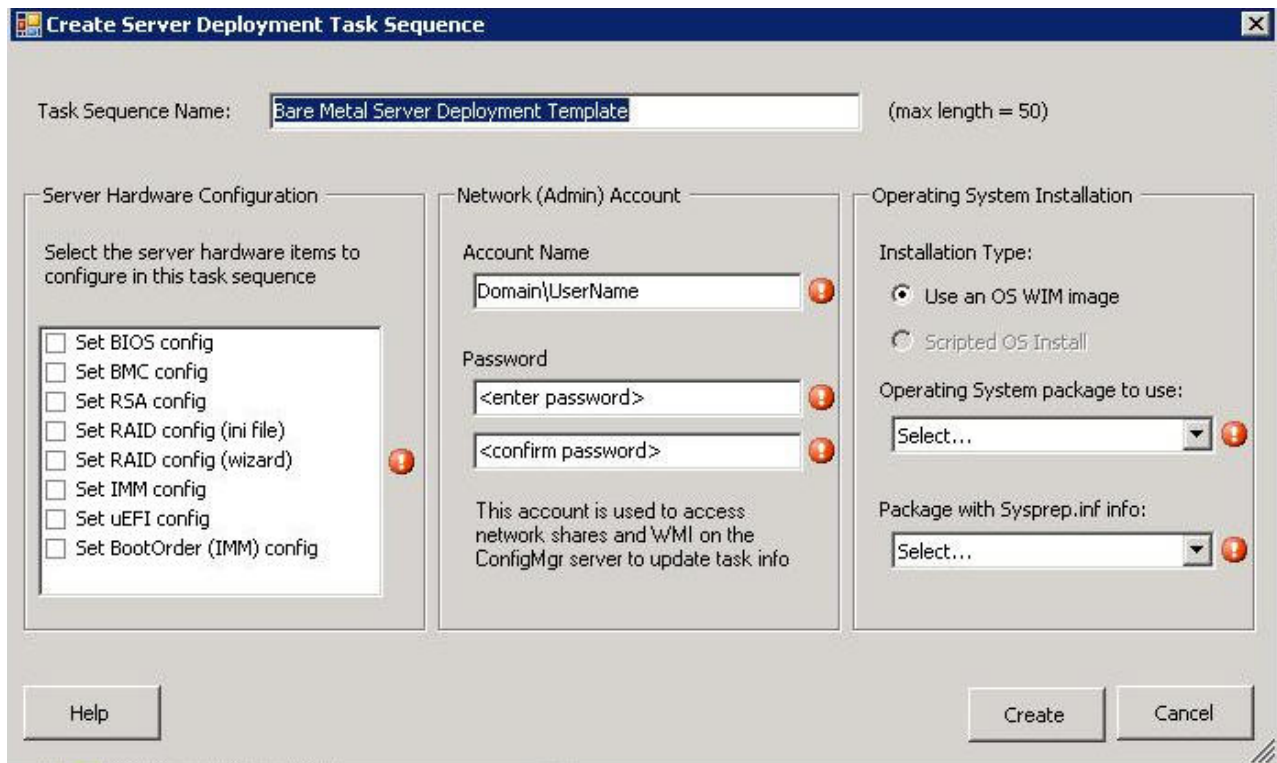 Create Server Deployment Task Sequence
Task Sequence Name:
Bare Metal Server Deployment Template
(max length = 50)
Server Hardware Configuration
Select the server hardware items to
configure in this task sequence
Set BIOS config
Set BMC config
Set RSA config
Set RAID config (ini file)
Set RAID config (wizard)
Set IMM config
Set uEFI config
Set BootOrder (IMM) config
Network (Admin) Account
Account Name
Domain\UserName
Password
<enter password>
<confirm password>
This account is used to access
network shares and WMI on the
ConfigMgr server to update task info
Operating System Installation
Installation Type:
Use an OS WIM image
Scripted OS Install
Operating System package to use:
Select...
Package with Sysprep.inf info:
Select...
Help
Create
Cancel